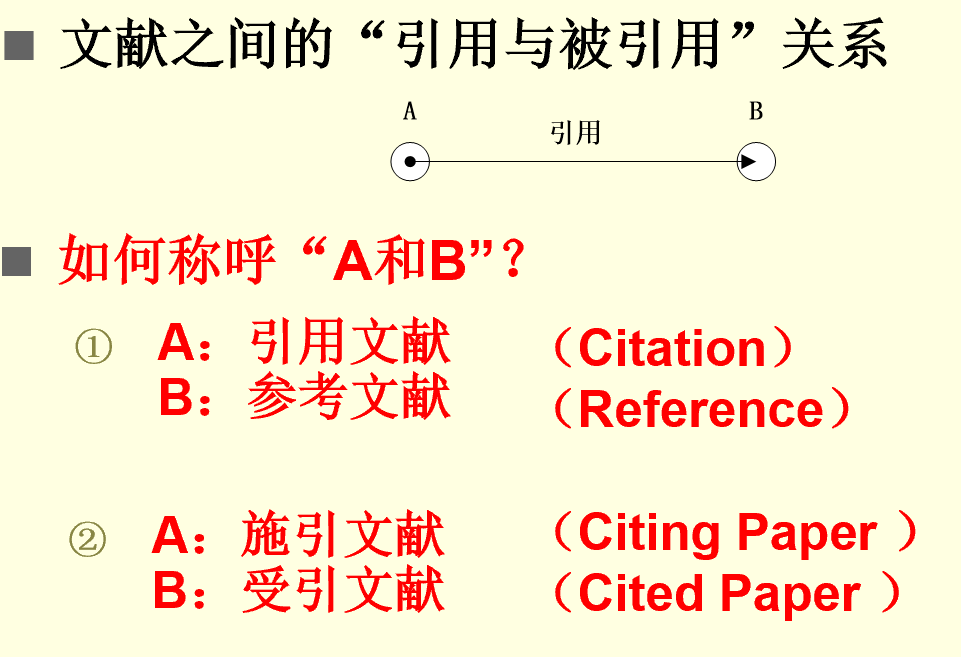 文献之间的“引用与被引用”关系
A B
引用
如何称呼“A和B”？
① A：引用文献 （Citation）
B：参考文献 （Reference）
② A：施引文献 （Citing Paper ）
B：受引文献 （Cited Paper ）